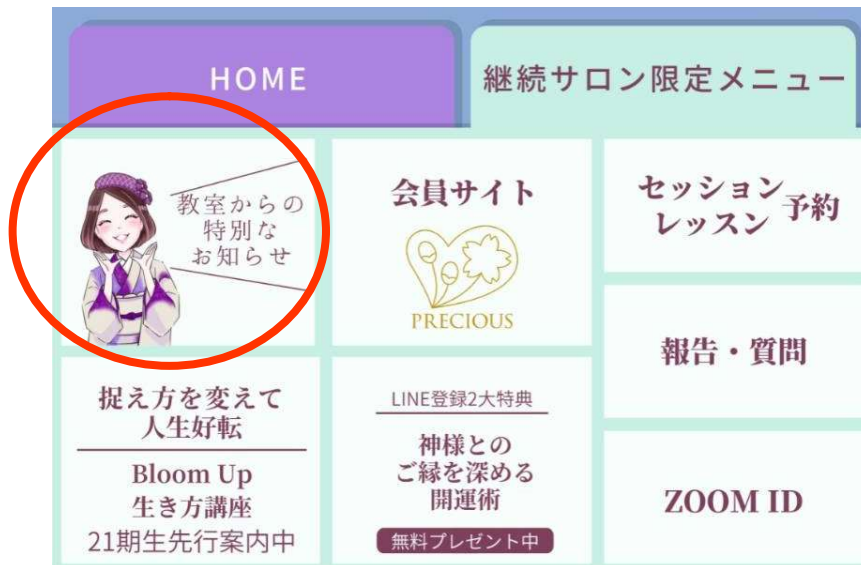 HOME
継続サロン限定メニュー
教室からの
特別な
お知らせ
会員サイト
PRECIOUS
セッション
レッスン
予約
報告・質問
捉え方を変えて
人生好転
Bloom Up
生き方講座
21期生先行案内中
LINE登録2大特典
神様との
ご縁を深める
開運術
無料プレゼント中
ZOOM ID